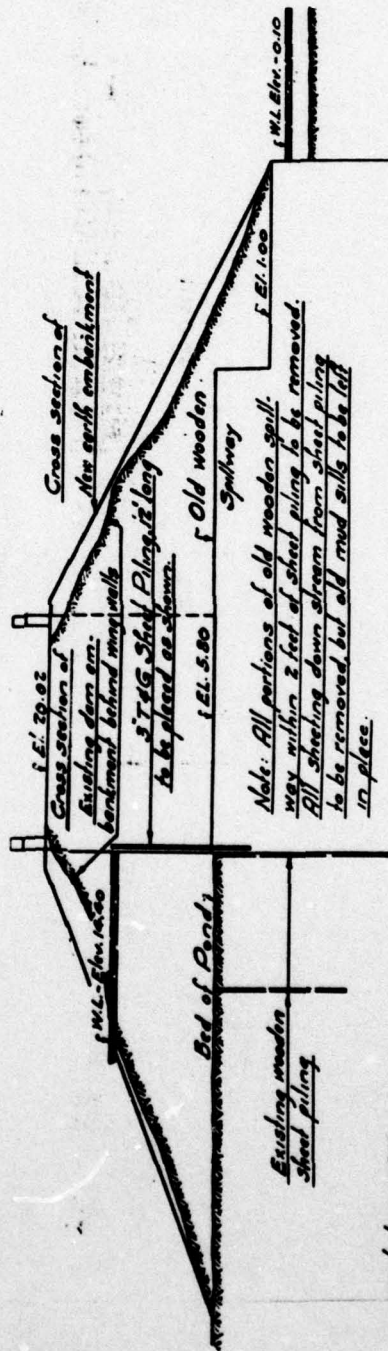 Cross section of
New earth embankment
El. 20.02
Cross section of
Existing dam em-
bankment behind wing walls
W.L.-Elev. 14.40
3" T&G Sheet Piling, 12' long
to be placed as shown.
Old wooden
Spillway
El. 5.80
El. 1.00
W.L. Elev. -0.10
Bed of Pond
Existing wooden
sheet piling
Note: All portions of old wooden spill-
way within 2 feet of sheet piling to be removed.
All sheeting down stream from sheet piling
to be removed, but old mud sills to be left
in place.